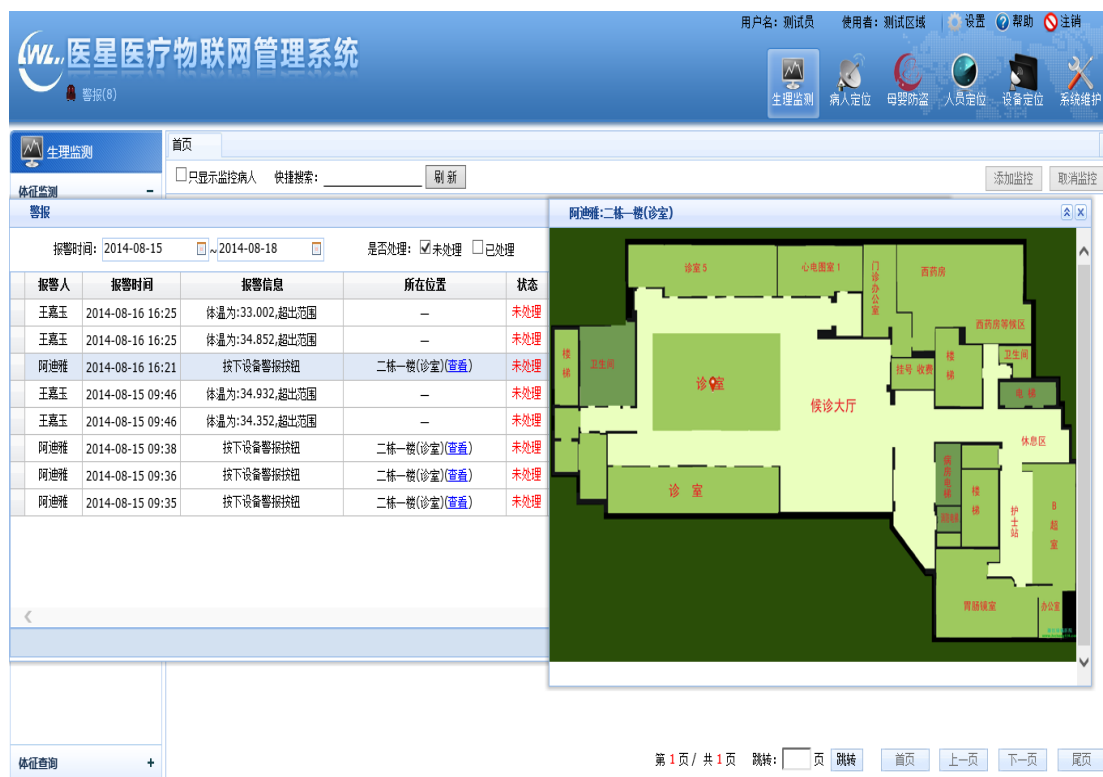 用户名：测试员 使用者：测试区域 设置 帮助 注销
WL. 医星医疗物联网管理系统
警报(8)
生理监测 病人定位 母婴防盗 人员定位 设备定位 系统维护
生理监测 首页
只显示监控病人 快捷搜索： 刷新 添加监控 取消监控
体征监测 －
警报
报警时间：2014-08-15 ~ 2014-08-18 是否处理：未处理 已处理
报警人 报警时间 报警信息 所在位置 状态
王嘉玉 2014-08-16 16:25 体温为:33.002,超出范围 — 未处理
王嘉玉 2014-08-16 16:25 体温为:34.852,超出范围 — 未处理
阿迪雅 2014-08-16 16:21 按下设备警报按钮 二栋一楼(诊室)(查看) 未处理
王嘉玉 2014-08-15 09:46 体温为:34.932,超出范围 — 未处理
王嘉玉 2014-08-15 09:46 体温为:34.352,超出范围 — 未处理
阿迪雅 2014-08-15 09:38 按下设备警报按钮 二栋一楼(诊室)(查看) 未处理
阿迪雅 2014-08-15 09:36 按下设备警报按钮 二栋一楼(诊室)(查看) 未处理
阿迪雅 2014-08-15 09:35 按下设备警报按钮 二栋一楼(诊室)(查看) 未处理
阿迪雅:二栋一楼(诊室)
诊室5
心电图室1
门诊办公室
西药房
西药房等候区
楼梯
卫生间
挂号 收费
楼梯
卫生间
电梯
诊室
候诊大厅
休息区
诊室
楼梯
护士站
B超室
胃肠镜室
办公室
体征查询 +
第1页/共1页 跳转： 页 跳转 首页 上一页 下一页 尾页